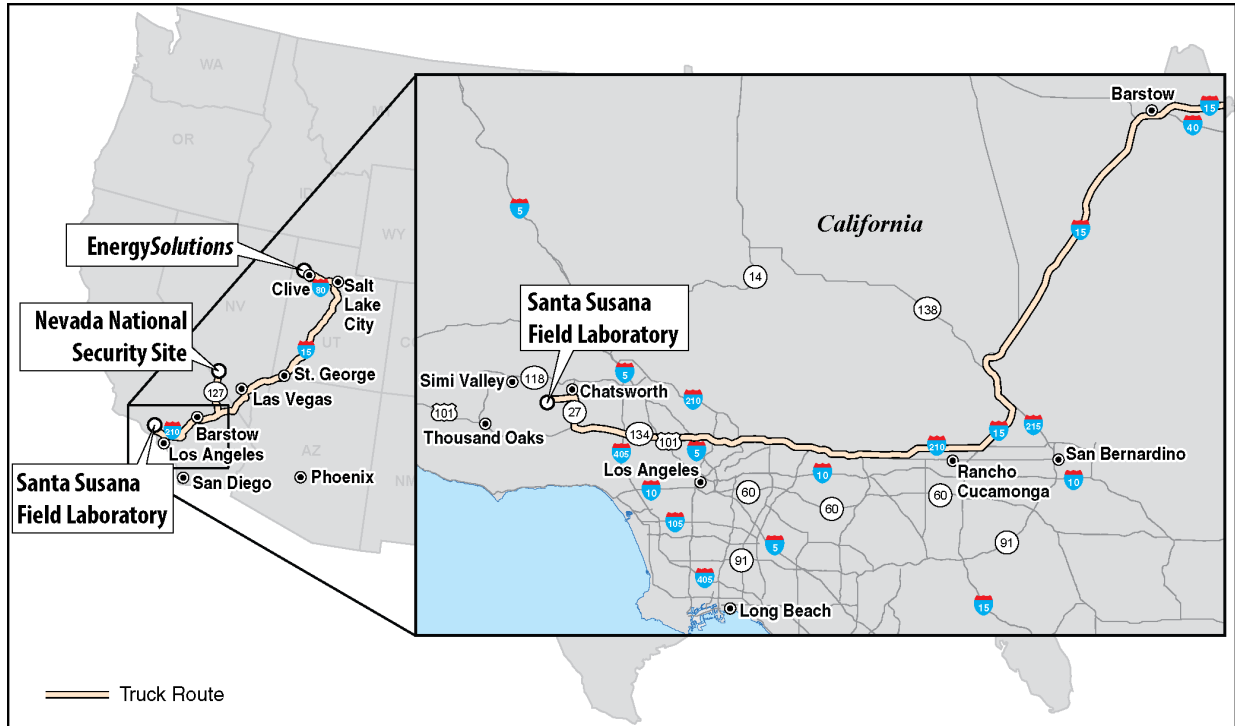 WA
OR
ID
WY
NV
UT
AZ
NM
EnergySolutions
Clive
80
Salt
Lake
City
Nevada National
Security Site
15
127
St. George
Las Vegas
210
Barstow
Los Angeles
San Diego
Phoenix
Santa Susana
Field Laboratory
Truck Route
Barstow
15
40
5
California
15
14
138
Santa Susana
Field Laboratory
Simi Valley
118
5
Chatsworth
210
101
27
Thousand Oaks
134
101
405
5
210
15
215
Los Angeles
10
10
60
60
60
Rancho
Cucamonga
San Bernardino
10
105
5
91
91
405
15
Long Beach